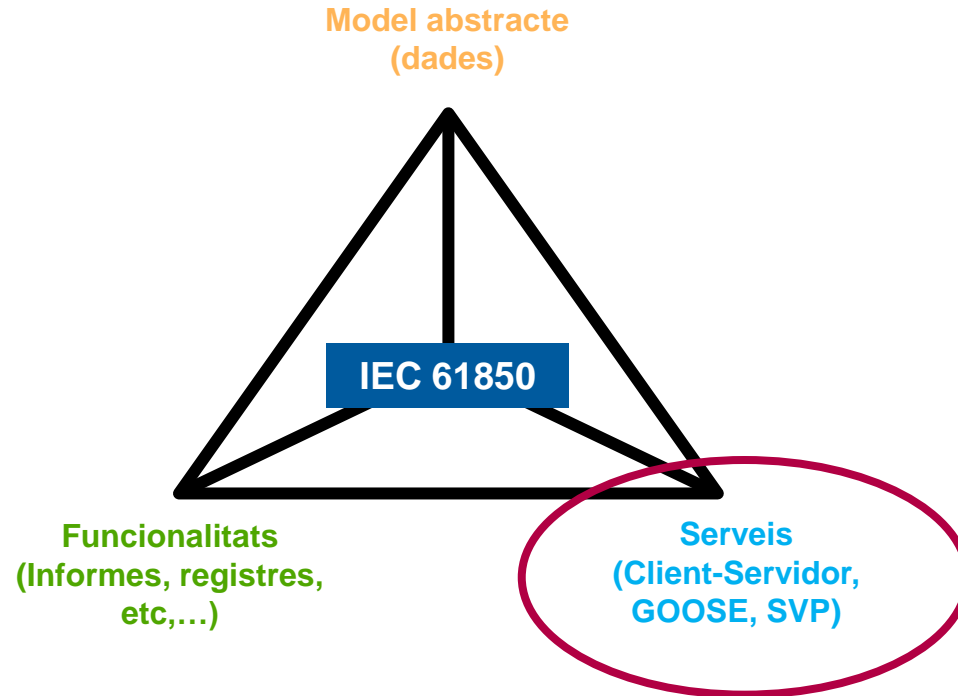 Model abstracte
(dades)
IEC 61850
Funcionalitats
(Informes, registres,
etc,...)
Serveis
(Client-Servidor,
GOOSE, SVP)